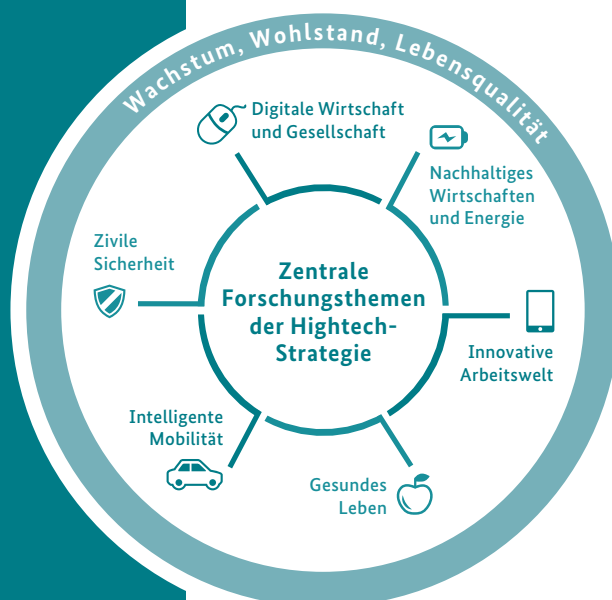 Wachstum, Wohlstand, Lebensqualität
Digitale Wirtschaft
und Gesellschaft
Nachhaltiges
Wirtschaften
und Energie
Zivile
Sicherheit
Zentrale
Forschungsthemen
der Hightech-
Strategie
Innovative
Arbeitswelt
Intelligente
Mobilität
Gesundes
Leben